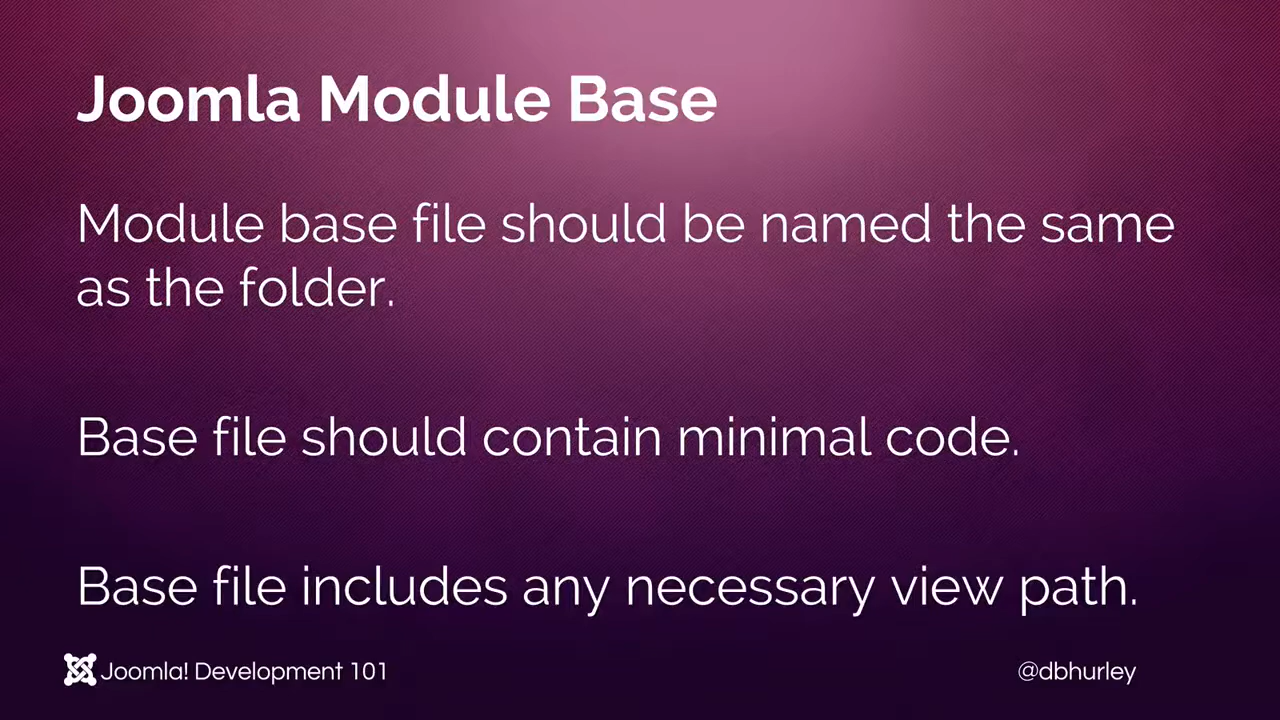 Joomla Module Base
Module base file should be named the same
as the folder.
Base file should contain minimal code.
Base file includes any necessary view path.
Joomla! Development 101
@dbhurley